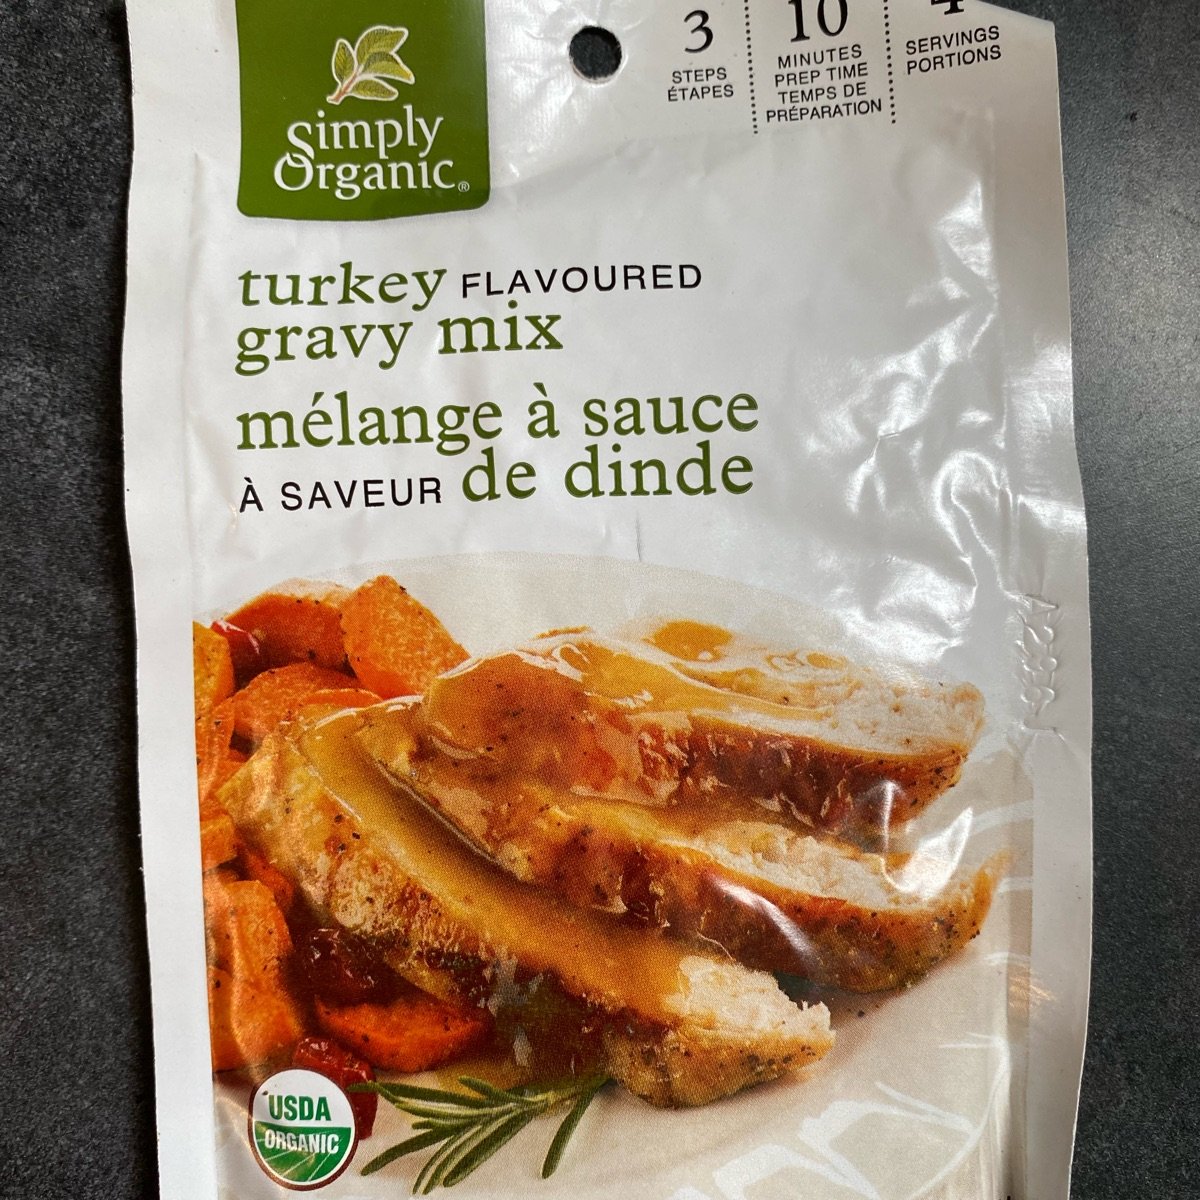 Simply
Organic®
3
STEPS
ÉTAPES
10
MINUTES
PREP TIME
TEMPS DE
PRÉPARATION
SERVINGS
PORTIONS
turkey FLAVOURED
gravy mix
mélange à sauce
À SAVEUR de dinde
USDA
ORGANIC